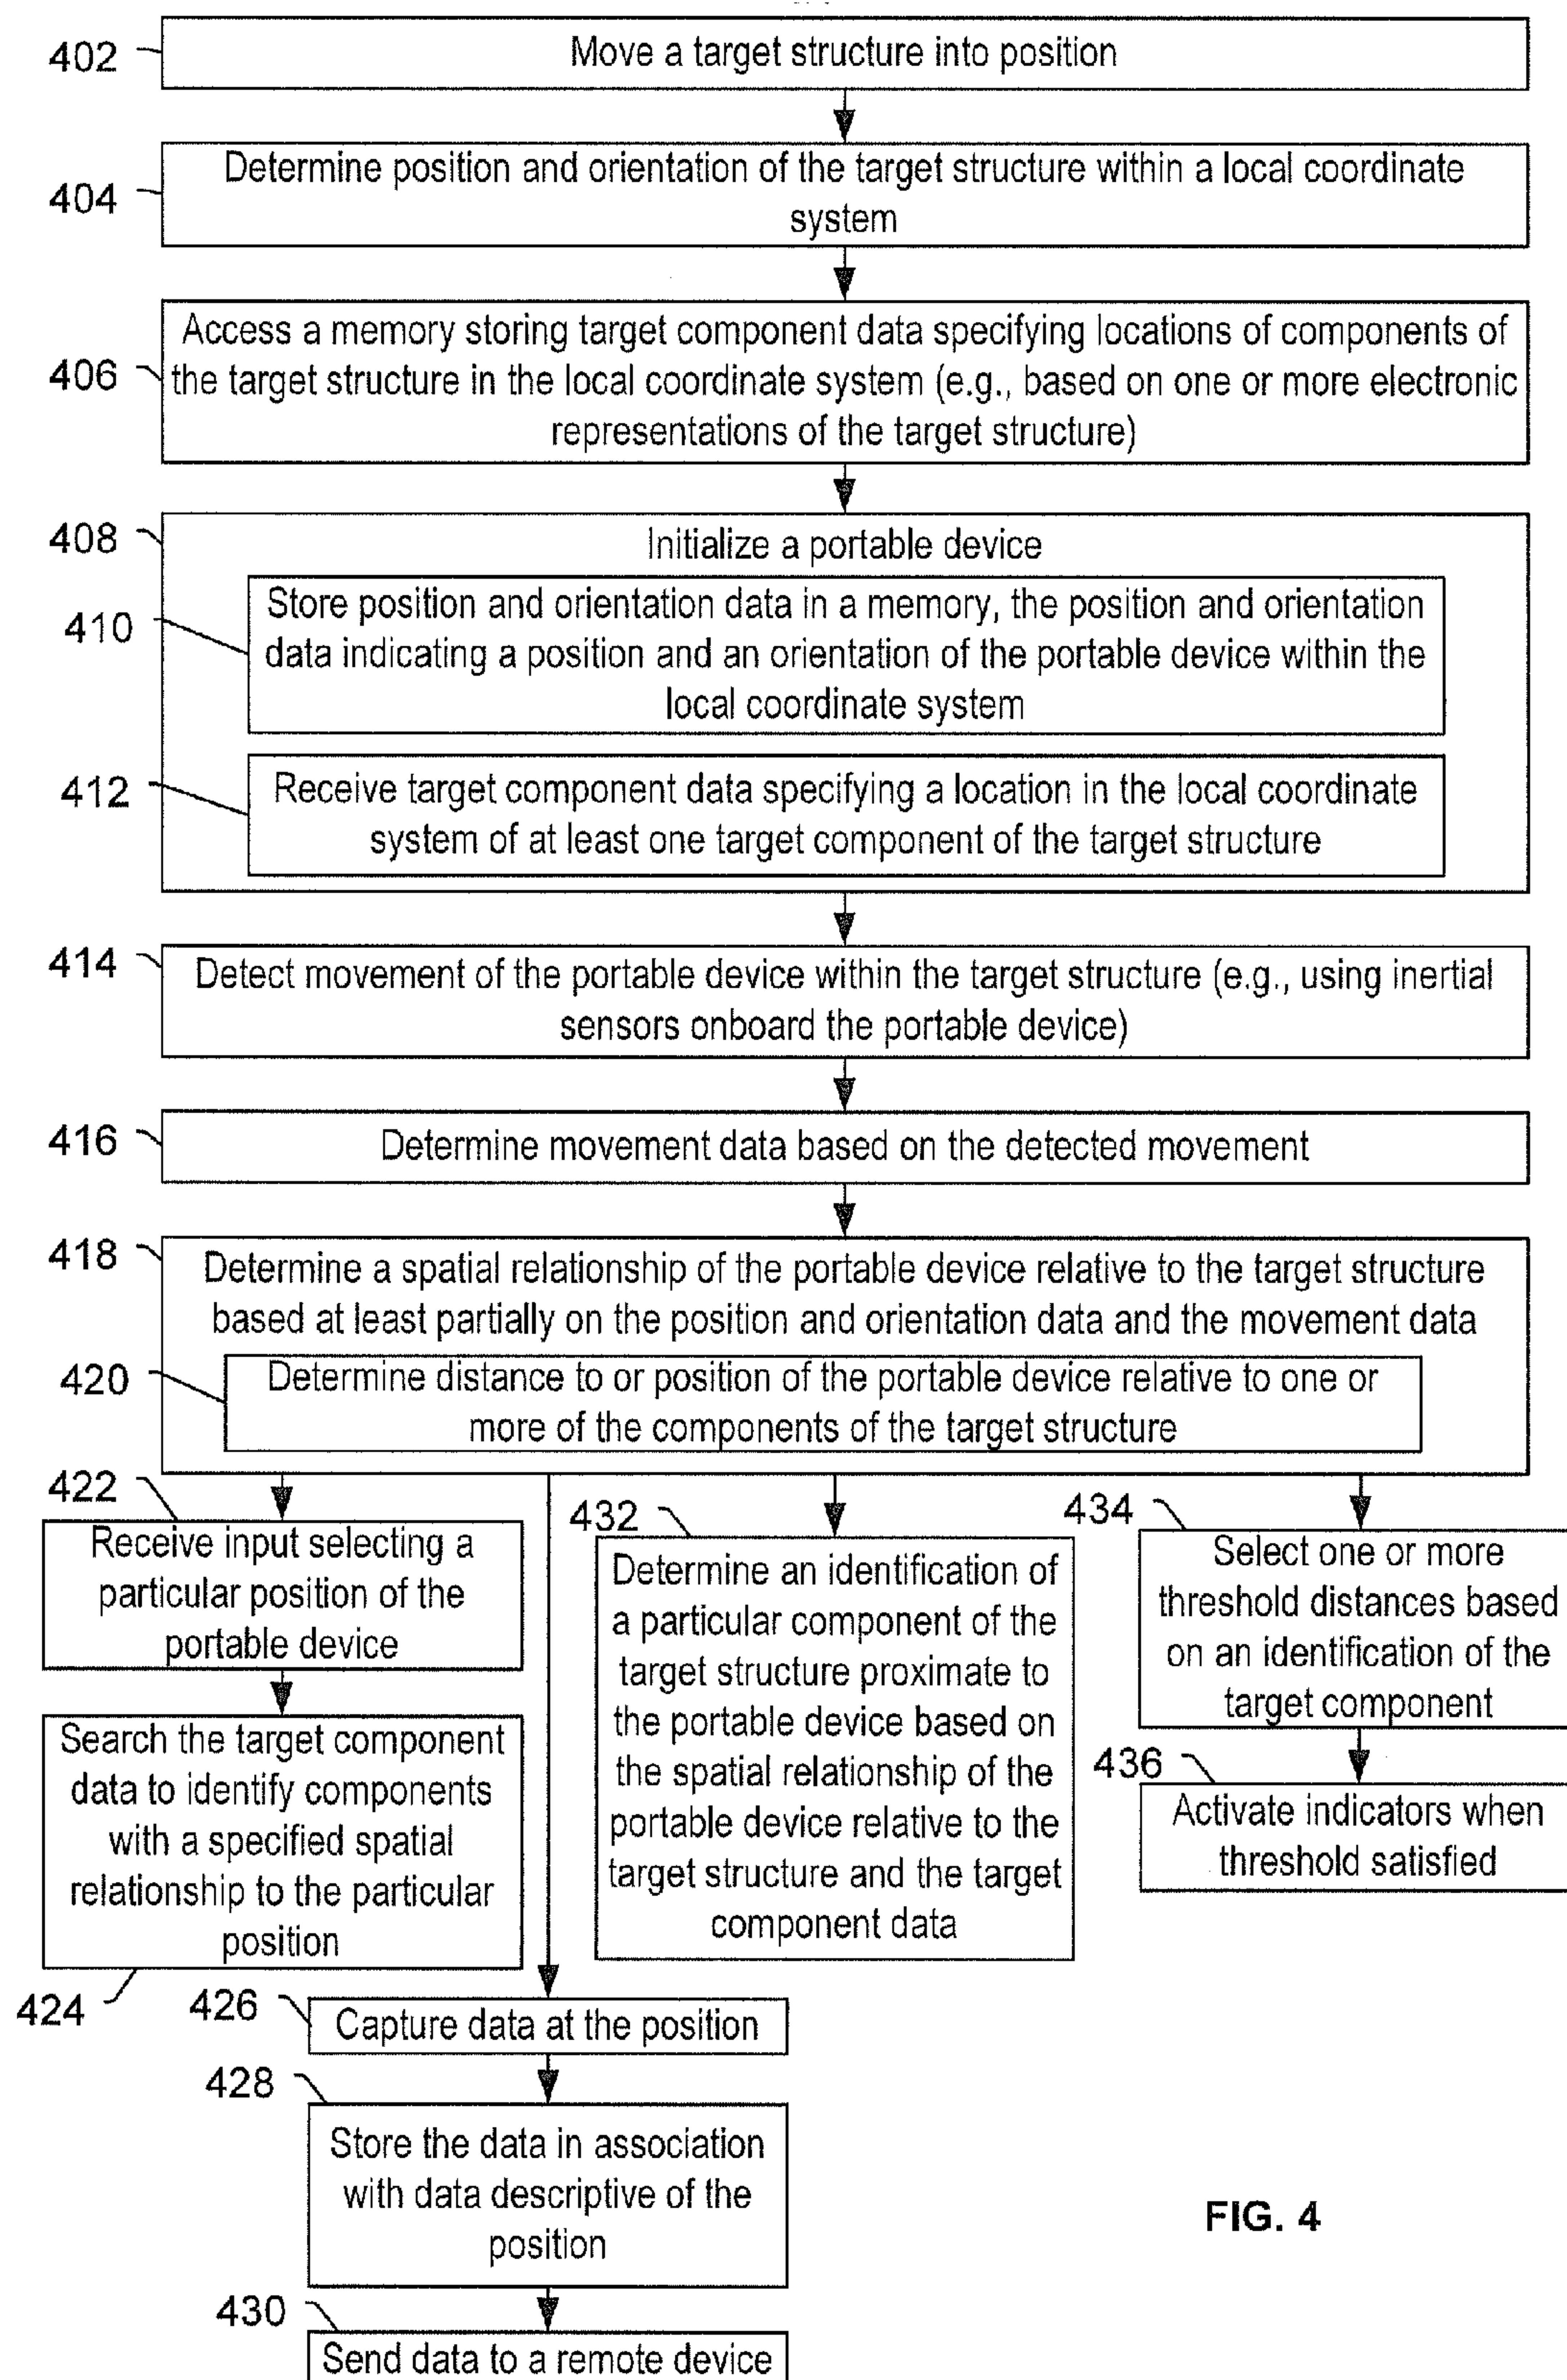 402
Move a target structure into position
404
Determine position and orientation of the target structure within a local coordinate
system
406
Access a memory storing target component data specifying locations of components of
the target structure in the local coordinate system (e.g., based on one or more electronic
representations of the target structure)
408
Initialize a portable device
410
Store position and orientation data in a memory, the position and orientation
data indicating a position and an orientation of the portable device within the
local coordinate system
412
Receive target component data specifying a location in the local coordinate
system of at least one target component of the target structure
414
Detect movement of the portable device within the target structure (e.g., using inertial
sensors onboard the portable device)
416
Determine movement data based on the detected movement
418
Determine a spatial relationship of the portable device relative to the target structure
based at least partially on the position and orientation data and the movement data
420
Determine distance to or position of the portable device relative to one or
more of the components of the target structure
422
Receive input selecting a
particular position of the
portable device
Search the target component
data to identify components
with a specified spatial
relationship to the particular
position
424
426
Capture data at the position
428
Store the data in association
with data descriptive of the
position
430
Send data to a remote device
432
Determine an identification of
a particular component of the
target structure proximate to
the portable device based on
the spatial relationship of the
portable device relative to the
target structure and the target
component data
434
Select one or more
threshold distances based
on an identification of the
target component
436
Activate indicators when
threshold satisfied
FIG. 4